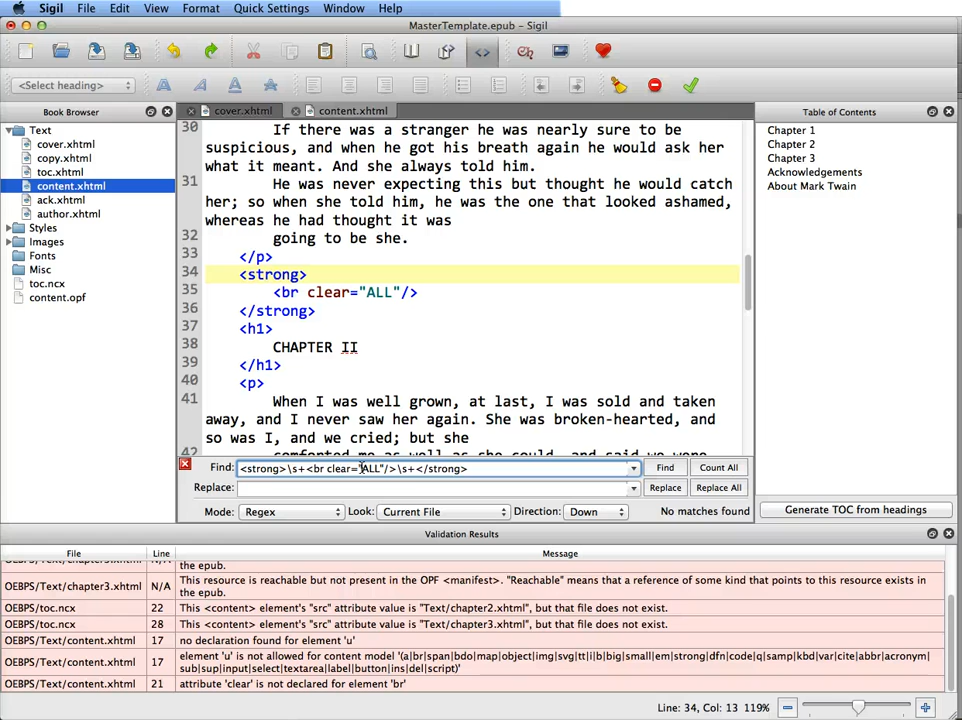 Sigil File Edit View Format Quick Settings Window Help
MasterTemplate.epub - Sigil
<Select heading>
Book Browser
Text
cover.xhtml
copy.xhtml
toc.xhtml
content.xhtml
ack.xhtml
author.xhtml
Styles
Images
Fonts
Misc
toc.ncx
content.opf
cover.xhtml content.xhtml
30 If there was a stranger he was nearly sure to be
suspicious, and when he got his breath again he would ask her
what it meant. And she always told him.
31 He was never expecting this but thought he would catch
her; so when she told him, he was the one that looked ashamed,
whereas he had thought it was
32 going to be she.
33 </p>
34 <strong>
35 <br clear="ALL"/>
36 </strong>
37 <h1>
38 CHAPTER II
39 </h1>
40 <p>
41 When I was well grown, at last, I was sold and taken
away, and I never saw her again. She was broken-hearted, and
so was I, and we cried; but she
42 comforted me as well as she could, and said we were
Find: <strong>\s+<br clear="ALL"/>\s+</strong> Find Count All
Replace: Replace Replace All
Mode: Regex Look: Current File Direction: Down No matches found
Table of Contents
Chapter 1
Chapter 2
Chapter 3
Acknowledgements
About Mark Twain
Generate TOC from headings
Validation Results
File Line Message
the epub.
OEBPS/Text/chapter3.xhtml N/A This resource is reachable but not present in the OPF <manifest>. "Reachable" means that a reference of some kind that points to this resource exists in
the epub.
OEBPS/toc.ncx 22 This <content> element's "src" attribute value is "Text/chapter2.xhtml", but that file does not exist.
OEBPS/toc.ncx 28 This <content> element's "src" attribute value is "Text/chapter3.xhtml", but that file does not exist.
OEBPS/Text/content.xhtml 17 no declaration found for element 'u'
OEBPS/Text/content.xhtml 17 element 'u' is not allowed for content model '(a|br|span|bdo|map|object|img|svg|tt|i|b|big|small|em|strong|dfn|code|q|samp|kbd|var|cite|abbr|acronym|
sub|sup|input|select|textarea|label|button|ins|del|script)'
OEBPS/Text/content.xhtml 21 attribute 'clear' is not declared for element 'br'
Line: 34, Col: 13 119%